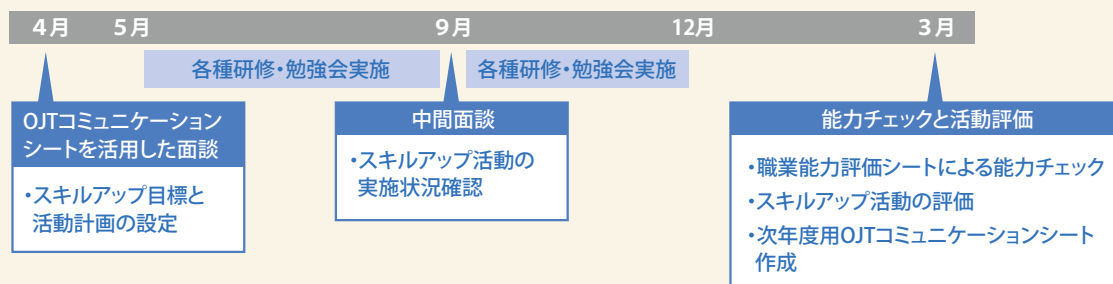 4月 5月 9月 12月 3月
各種研修・勉強会実施 各種研修・勉強会実施
OJTコミュニケーション
シートを活用した面談
・スキルアップ目標と
活動計画の設定
中間面談
・スキルアップ活動の
実施状況確認
能力チェックと活動評価
・職業能力評価シートによる能力チェック
・スキルアップ活動の評価
・次年度用OJTコミュニケーションシート
作成